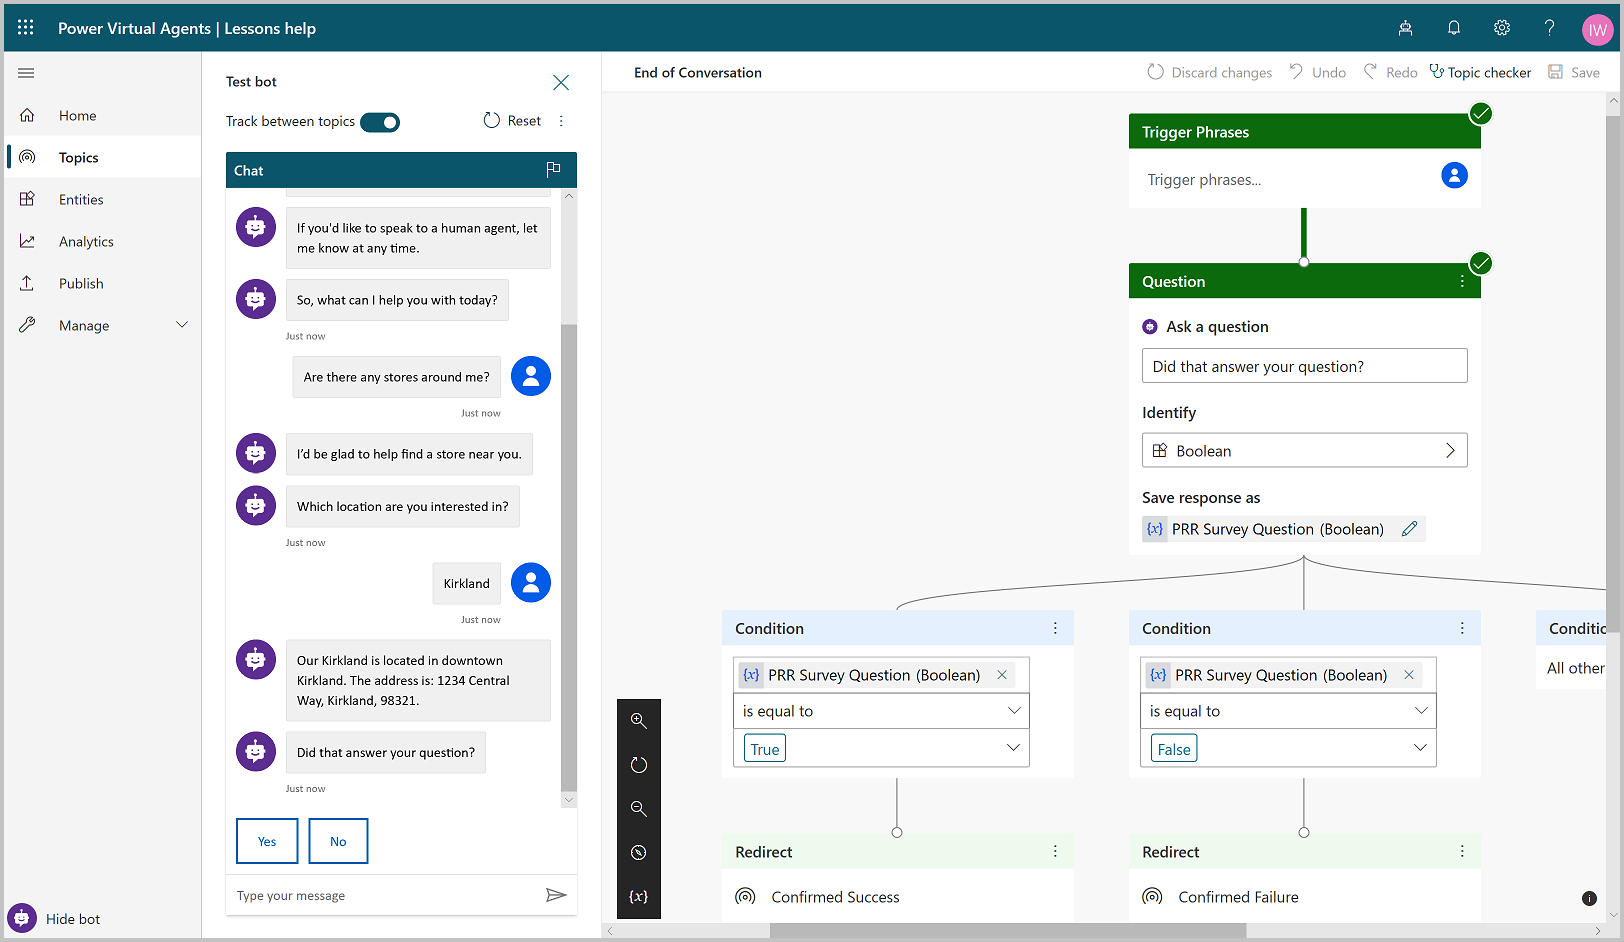 Power Virtual Agents | Lessons help
IW
Home
Topics
Entities
Analytics
Publish
Manage
Hide bot
Test bot
Track between topics
Reset
Chat
If you'd like to speak to a human agent, let
me know at any time.
So, what can I help you with today?
Just now
Are there any stores around me?
Just now
I'd be glad to help find a store near you.
Which location are you interested in?
Just now
Kirkland
Just now
Our Kirkland is located in downtown
Kirkland. The address is: 1234 Central
Way, Kirkland, 98321.
Did that answer your question?
Just now
Yes No
Type your message
End of Conversation
Discard changes Undo Redo Topic checker Save
Trigger Phrases
Trigger phrases...
Question
Ask a question
Did that answer your question?
Identify
Boolean
Save response as
{x} PRR Survey Question (Boolean)
Condition
{x} PRR Survey Question (Boolean)
is equal to
True
Redirect
Confirmed Success
Condition
{x} PRR Survey Question (Boolean)
is equal to
False
Redirect
Confirmed Failure
Conditio
All other
{x}